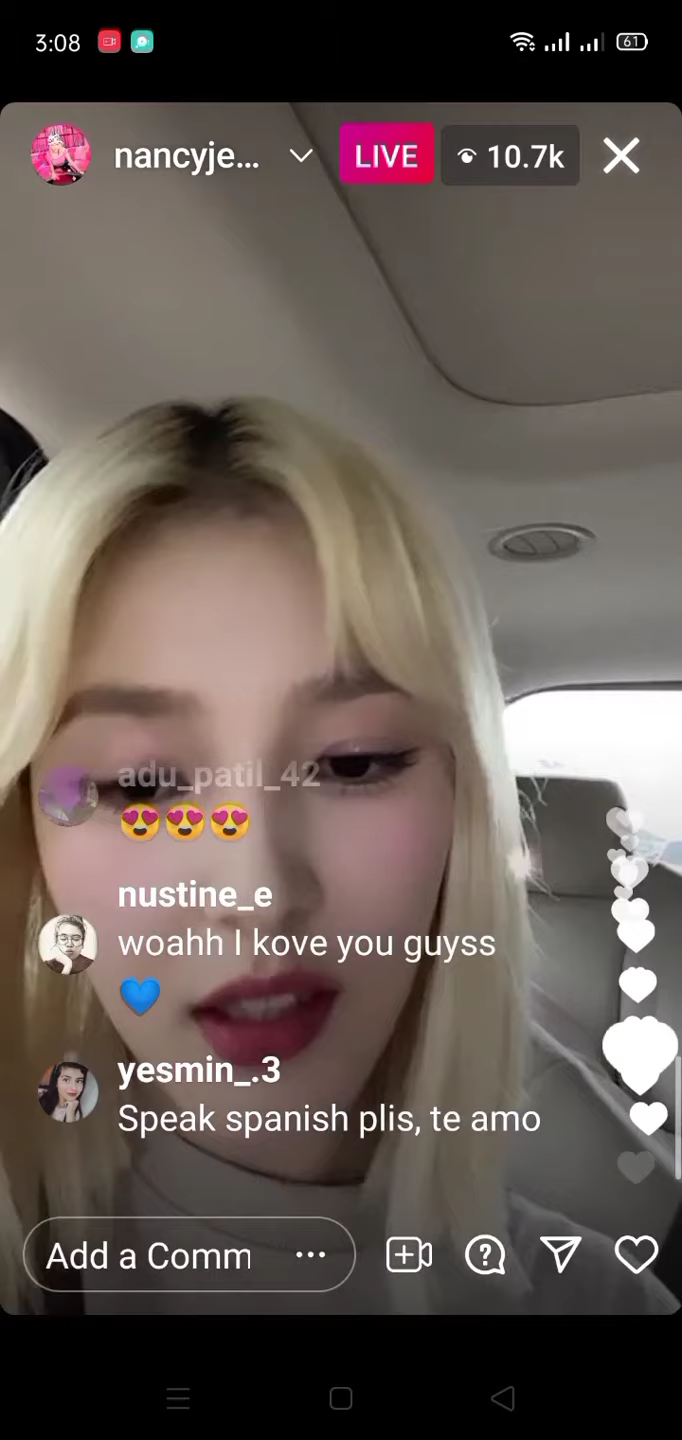 3:08
61
nancyje...
LIVE
10.7k
adu_patil_42
😍😍😍
nustine_e
woahh I kove you guyss
💙
yesmin_.3
Speak spanish plis, te amo
Add a Comm